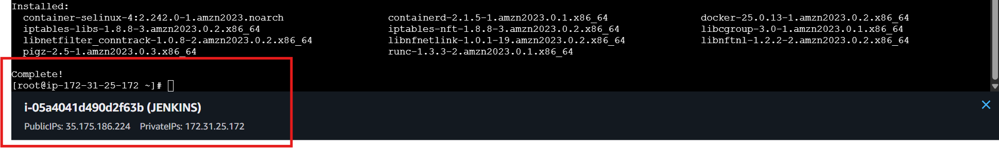 Installed:
container-selinux-4:2.242.0-1.amzn2023.noarch containerd-2.1.5-1.amzn2023.0.1.x86_64 docker-25.0.13-1.amzn2023.0.2.x86_64
iptables-libs-1.8.8-3.amzn2023.0.2.x86_64 iptables-nft-1.8.8-3.amzn2023.0.2.x86_64 libcgroup-3.0-1.amzn2023.0.1.x86_64
libnetfilter_conntrack-1.0.8-2.amzn2023.0.2.x86_64 libnfnetlink-1.0.1-19.amzn2023.0.2.x86_64 libnftnl-1.2.2-2.amzn2023.0.2.x86_64
pigz-2.5-1.amzn2023.0.3.x86_64 runc-1.3.3-2.amzn2023.0.1.x86_64
Complete!
[root@ip-172-31-25-172 ~]#
i-05a4041d490d2f63b (JENKINS)
PublicIPs: 35.175.186.224 PrivateIPs: 172.31.25.172